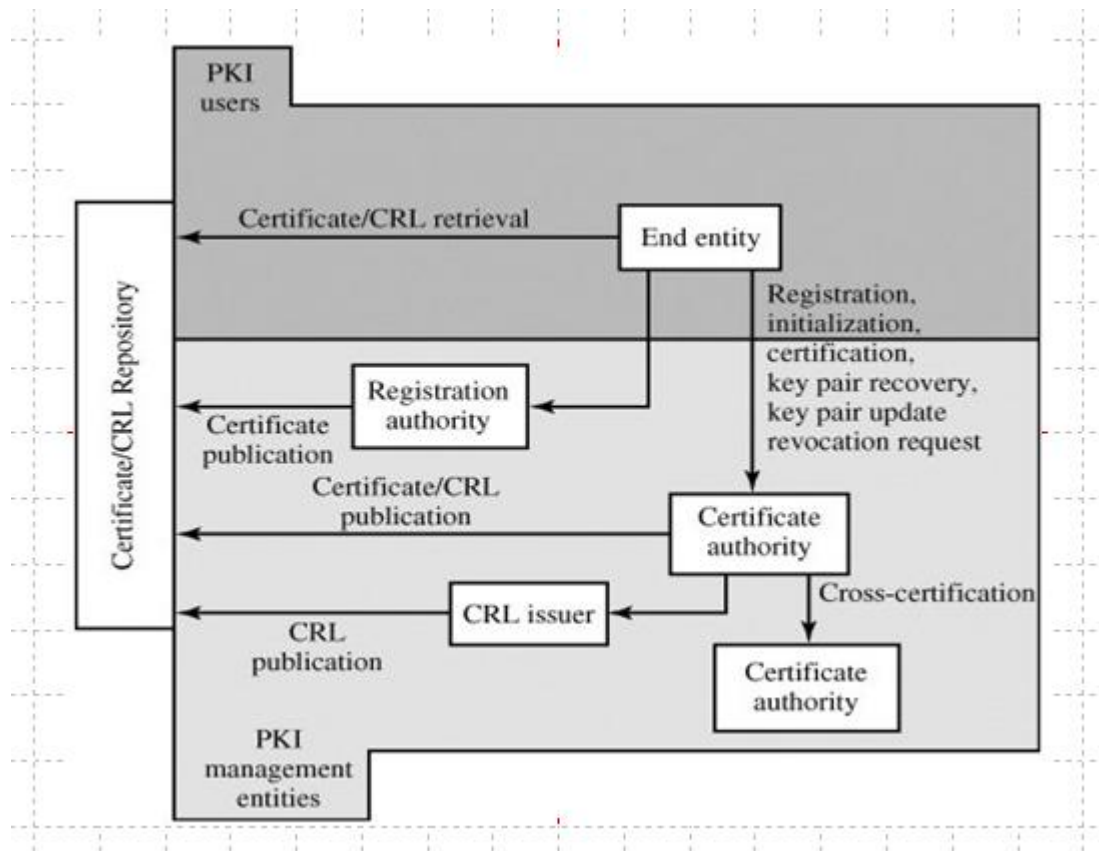 PKI
users
Certificate/CRL retrieval
End entity
Certificate/CRL Repository
Registration,
initialization,
certification,
key pair recovery,
key pair update
revocation request
Registration
authority
Certificate
publication
Certificate/CRL
publication
Certificate
authority
Cross-certification
CRL issuer
CRL
publication
Certificate
authority
PKI
management
entities